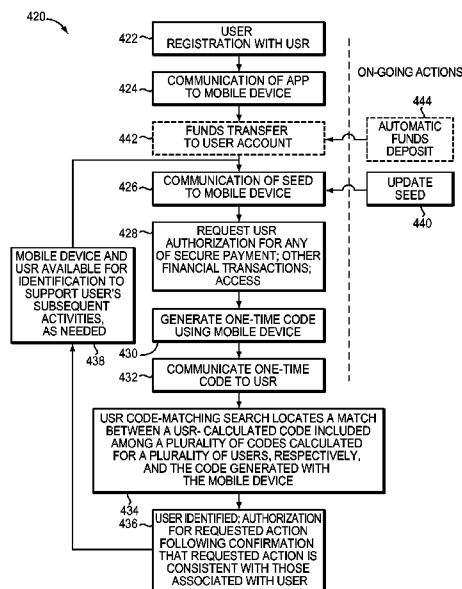 420
422
USER
REGISTRATION WITH USR
ON-GOING ACTIONS
424
COMMUNICATION OF APP
TO MOBILE DEVICE
444
442
FUNDS TRANSFER
TO USER ACCOUNT
AUTOMATIC
FUNDS
DEPOSIT
426
COMMUNICATION OF SEED
TO MOBILE DEVICE
UPDATE
SEED
440
428
REQUEST USR
AUTHORIZATION FOR ANY
OF SECURE PAYMENT; OTHER
FINANCIAL TRANSACTIONS;
ACCESS
MOBILE DEVICE AND
USR AVAILABLE FOR
IDENTIFICATION TO
SUPPORT USER'S
SUBSEQUENT
ACTIVITIES,
AS NEEDED
438
GENERATE ONE-TIME CODE
USING MOBILE DEVICE
430
432
COMMUNICATE ONE-TIME
CODE TO USR
USR CODE-MATCHING SEARCH LOCATES A MATCH
BETWEEN A USR- CALCULATED CODE INCLUDED
AMONG A PLURALITY OF CODES CALCULATED
FOR A PLURALITY OF USERS, RESPECTIVELY,
AND THE CODE GENERATED WITH
THE MOBILE DEVICE
434
436
USER IDENTIFIED; AUTHORIZATION
FOR REQUESTED ACTION
FOLLOWING CONFIRMATION
THAT REQUESTED ACTION IS
CONSISTENT WITH THOSE
ASSOCIATED WITH USER